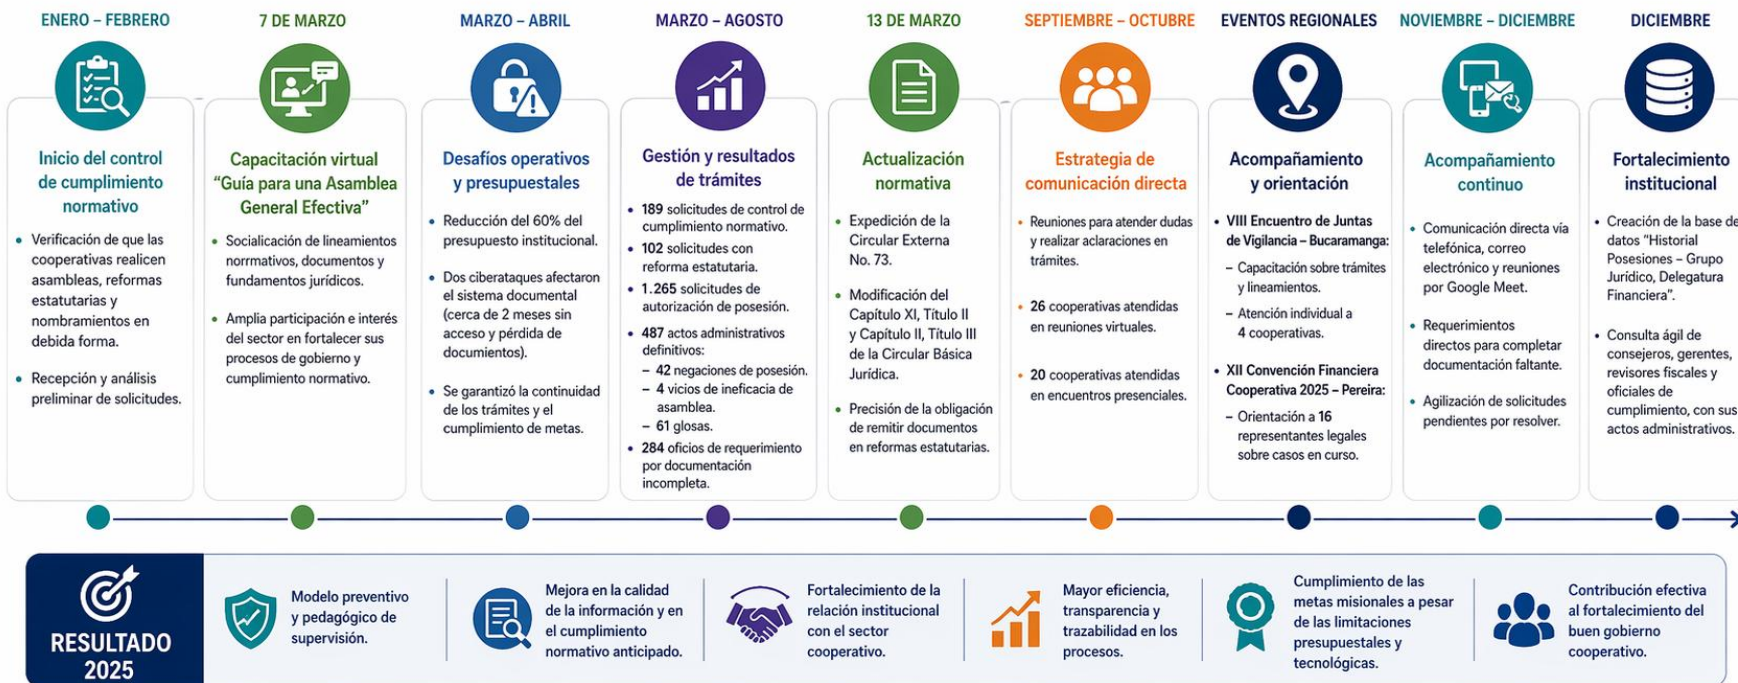 ENERO – FEBRERO
Inicio del control
de cumplimiento
normativo
• Verificación de que las
cooperativas realicen
asambleas, reformas
estatutarias y
nombramientos en
debida forma.
• Recepción y análisis
preliminar de solicitudes.
7 DE MARZO
Capacitación virtual
“Guía para una Asamblea
General Efectiva”
• Socialización de lineamientos
norrmativos, documentos y
fundamentos jurídicos.
• Amplia participación e interés
del sector en fortalecer sus
procesos de gobierno y
cumplimiento normativo.
MARZO – ABRIL
Desafíos operativos
y presupuestales
• Reducción del 60% del
presupuesto institucional.
• Dos ciberataques afectaron
el sistema documental
(cerca de 2 meses sin
acceso y pérdida de
documentos).
• Se garantizó la continuidad
de los trámites y el
cumplimiento de metas.
MARZO – AGOSTO
Gestión y resultados
de trámites
• 189 solicitudes de control de
cumplimiento normativo.
• 102 solicitudes con
reforma estatutaria.
• 1.265 solicitudes de
autorización de posesión.
• 487 actos administrativos
definitivos:
– 42 negaciones de posesión.
– 4 vicios de ineficacia de
asamblea.
– 61 glosas.
• 284 oficios de requerimiento
por documentación
incompleta.
13 DE MARZO
Actualización
normativa
• Expedición de la
Circular Externa
No. 73.
• Modificación del
Capítulo XI, Título II
y Capítulo II, Título III
de la Circular Básica
Jurídica.
• Precisión de la obligación
de remitir documentos
en reformas estatutarias.
SEPTIEMBRE – OCTUBRE
Estrategia de
comunicación directa
• Reuniones para atender dudas
y realizar aclaraciones en
trámites.
• 26 cooperativas atendidas
en reuniones virtuales.
• 20 cooperativas atendidas
en encuentros presenciales.
EVENTOS REGIONALES
Acompañamiento
y orientación
• VIII Encuentro de Juntas
de Vigilancia – Bucaramanga:
– Capacitación sobre trámites
y lineamientos.
– Atención individual a
4 cooperativas.
• XII Convención Financiera
Cooperativa 2025 – Pereira:
– Orientación a 16
representantes legales
sobre casos en curso.
NOVIEMBRE – DICIEMBRE
Acompañamiento
continuo
• Comunicación directa vía
telefónica, correo
electrónico y reuniones
por Google Meet.
• Requerimientos
directos para completar
documentación faltante.
• Agilización de solicitudes
pendientes por resolver.
DICIEMBRE
Fortalecimiento
institucional
• Creación de la base de
datos “Historial
Posesiones – Grupo
Jurídico, Delegatura
Financiera”.
• Consulta ágil de
consejeros, gerentes,
revisores fiscales y
oficiales de
cumplimiento, con sus
actos administrativos.
RESULTADO
2025
Modelo preventivo
y pedagógico de
supervisión.
Mejora en la calidad
de la información y en
el cumplimiento
normativo anticipado.
Fortalecimiento de la
relación institucional
con el sector
cooperativo.
Mayor eficiencia,
transparencia y
trazabilidad en los
procesos.
Cumplimiento de las
metas misionales a pesar
de las limitaciones
presupuestales y
tecnológicas.
Contribución efectiva
al fortalecimiento del
buen gobierno
cooperativo.